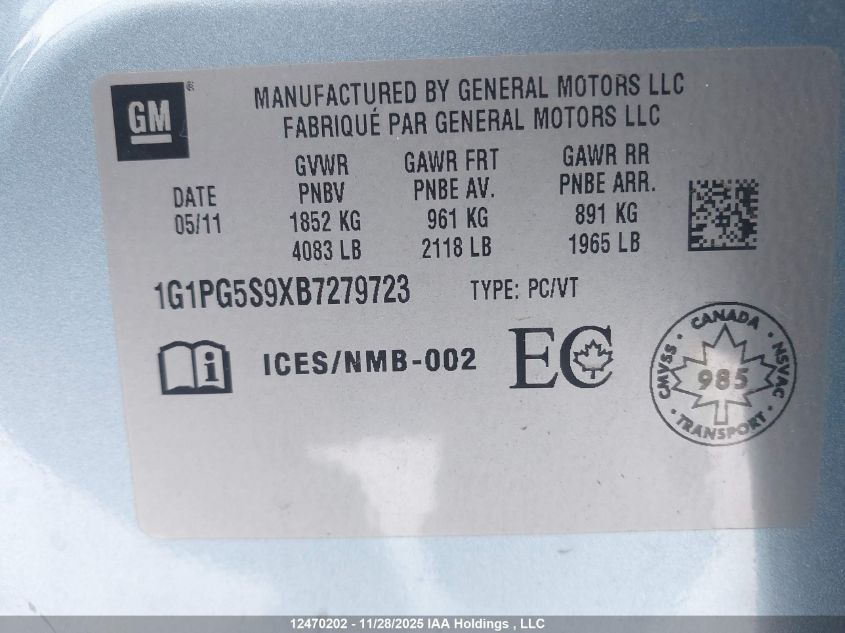 GM ®
MANUFACTURED BY GENERAL MOTORS LLC
FABRIQUÉ PAR GENERAL MOTORS LLC
DATE
05/11
GVWR
PNBV
1852 KG
4083 LB
GAWR FRT
PNBE AV.
961 KG
2118 LB
GAWR RR
PNBE ARR.
891 KG
1965 LB
1G1PG5S9XB7279723 TYPE: PC/VT
i ICES/NMB-002 EC
CANADA
CMVSS · 985 · NSVAC
TRANSPORT
12470202 - 11/28/2025 IAA Holdings , LLC